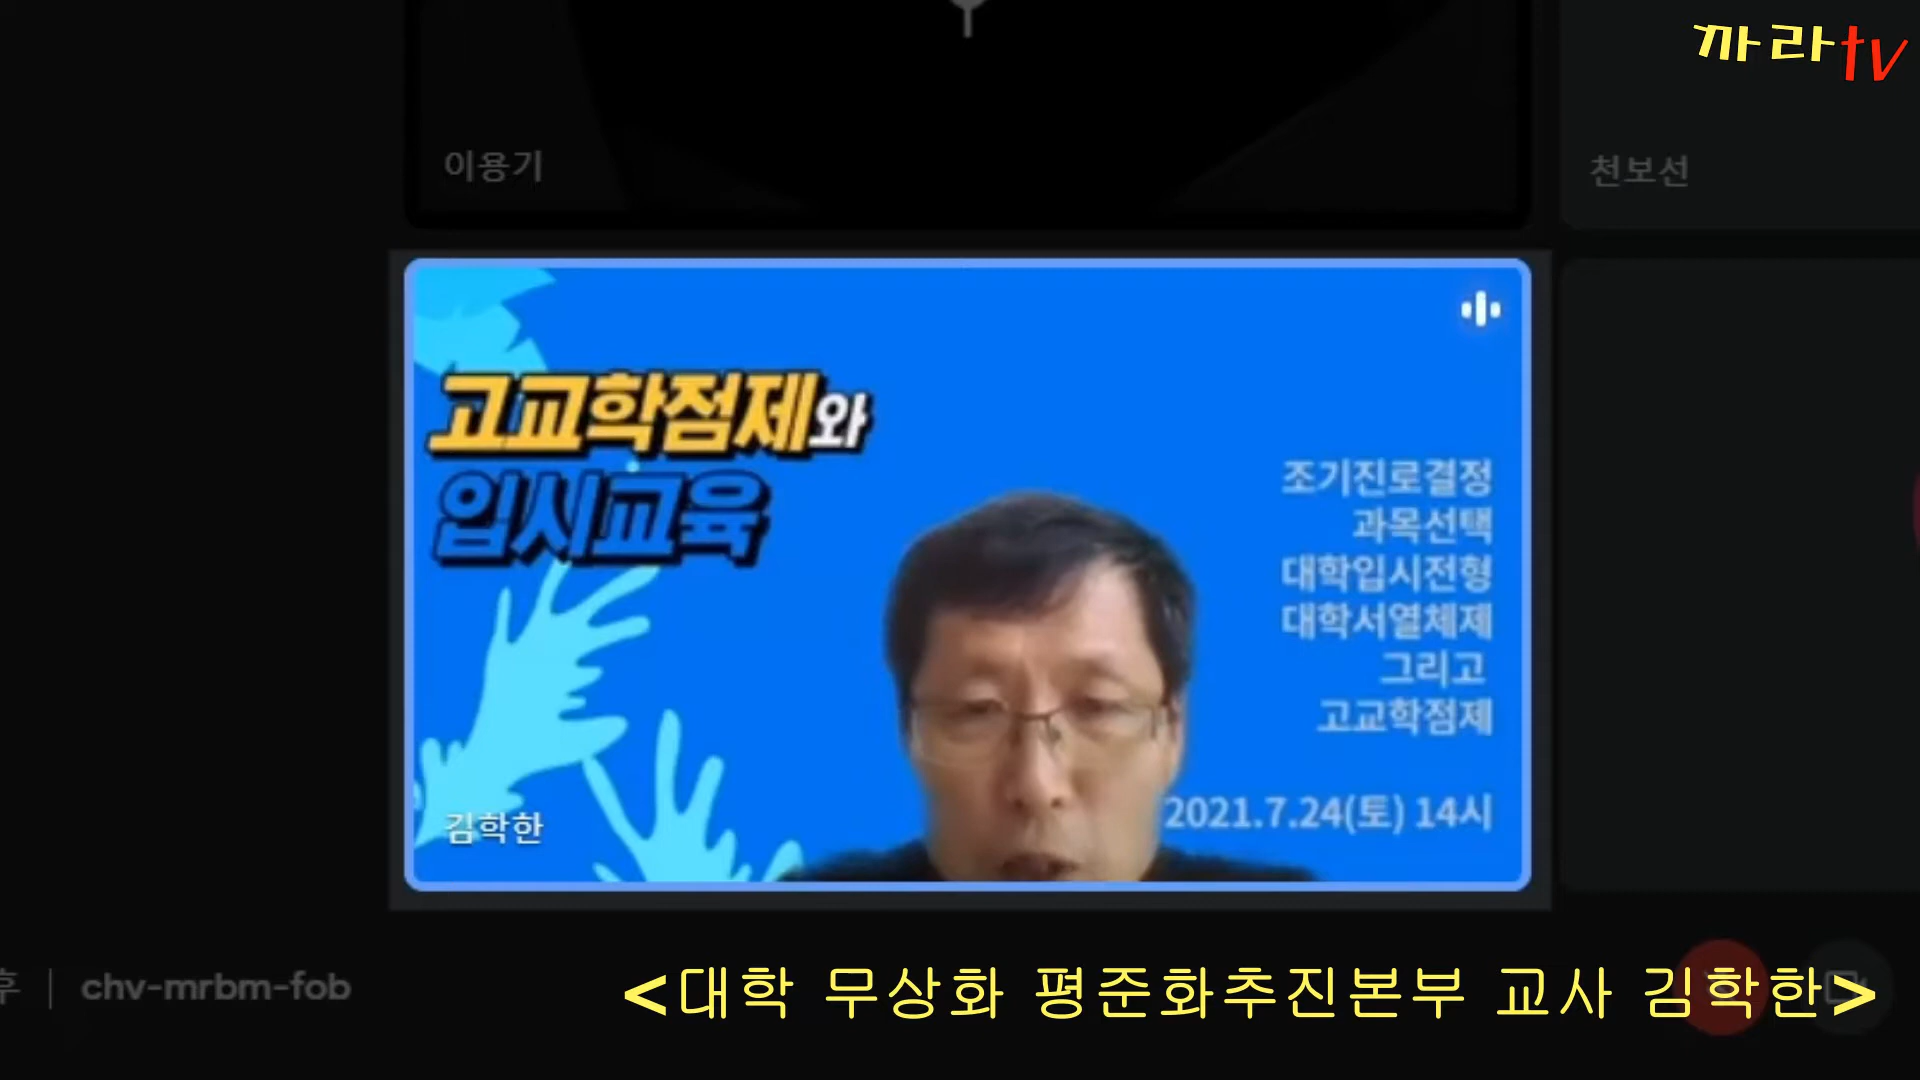 까라tv
이용기
천보선
고교학점제와
입시교육
조기진로결정
과목선택
대학입시전형
대학서열체제
그리고
고교학점제
2021.7.24(토) 14시
김학한
후 | chv-mrbm-fob
<대학 무상화 평준화추진본부 교사 김학한>